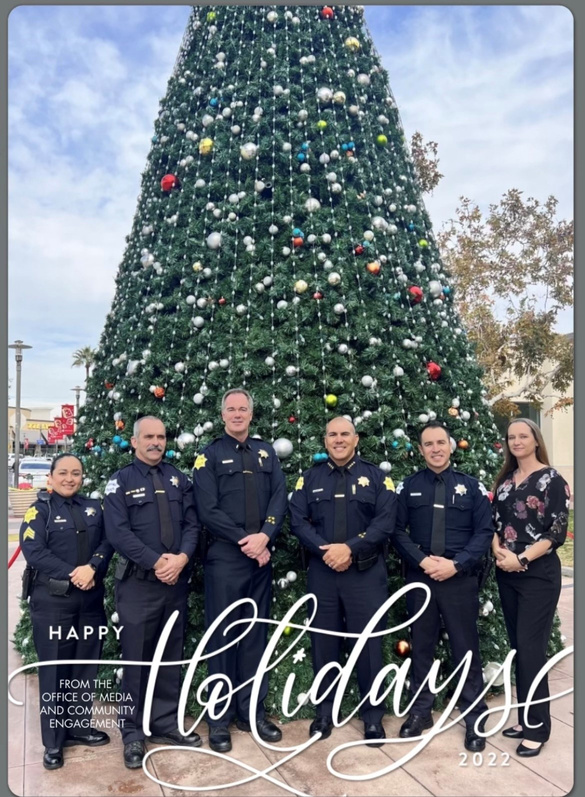 HAPPY
Holidays
FROM THE
OFFICE OF MEDIA
AND COMMUNITY
ENGAGEMENT
2022